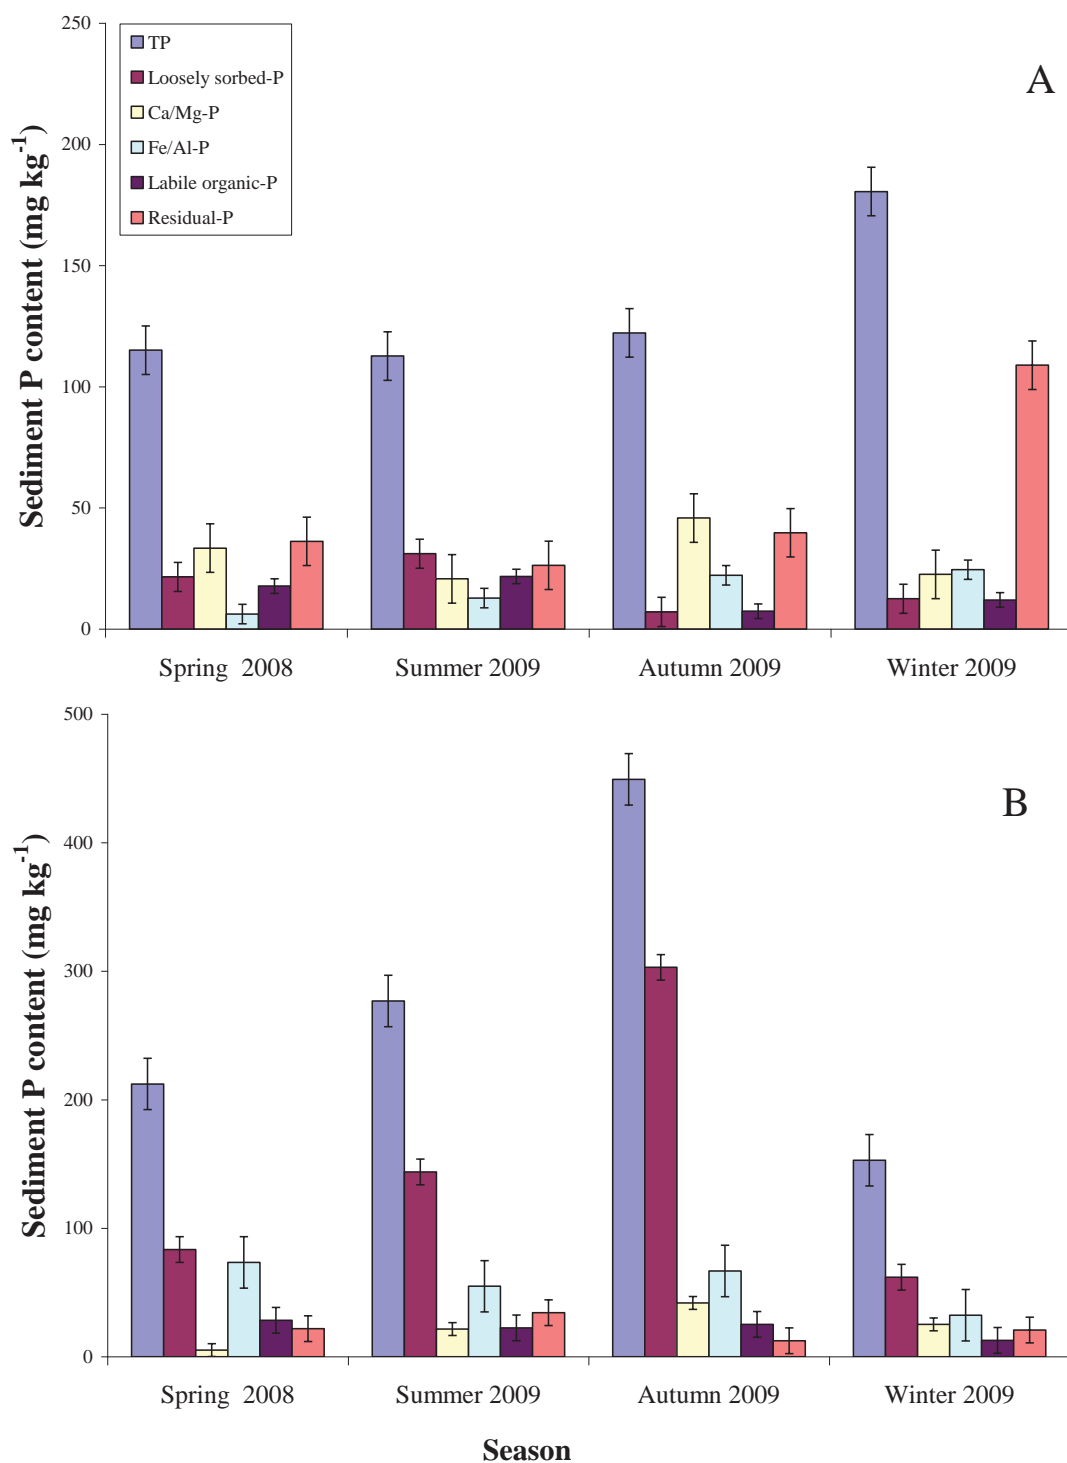 250
200
150
100
50
0
Sediment P content (mg kg⁻¹)
TP
Loosely sorbed-P
Ca/Mg-P
Fe/Al-P
Labile organic-P
Residual-P
A
Spring 2008 Summer 2009 Autumn 2009 Winter 2009
500
400
300
200
100
0
Sediment P content (mg kg⁻¹)
B
Spring 2008 Summer 2009 Autumn 2009 Winter 2009
Season